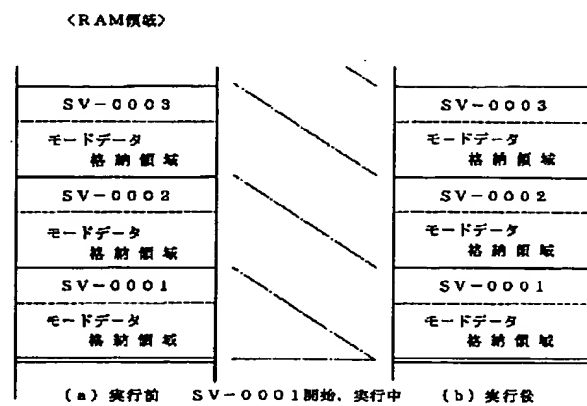 〈RAM領域〉
SV-0003
モードデータ
格納領域
SV-0002
モードデータ
格納領域
SV-0001
モードデータ
格納領域
SV-0003
モードデータ
格納領域
SV-0002
モードデータ
格納領域
SV-0001
モードデータ
格納領域
(a) 実行前 SV-0001開始、実行中 (b) 実行後